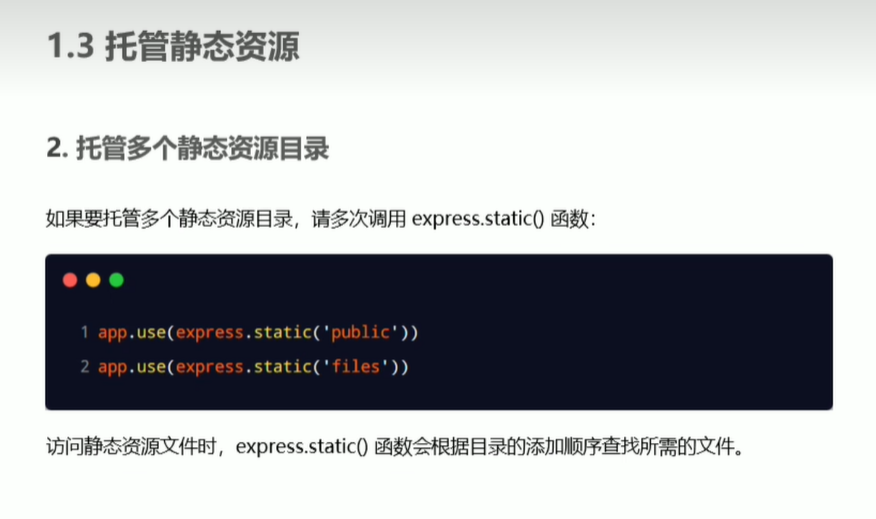 1.3 托管静态资源
2. 托管多个静态资源目录
如果要托管多个静态资源目录，请多次调用 express.static() 函数：
1 app.use(express.static('public'))
2 app.use(express.static('files'))
访问静态资源文件时，express.static() 函数会根据目录的添加顺序查找所需的文件。